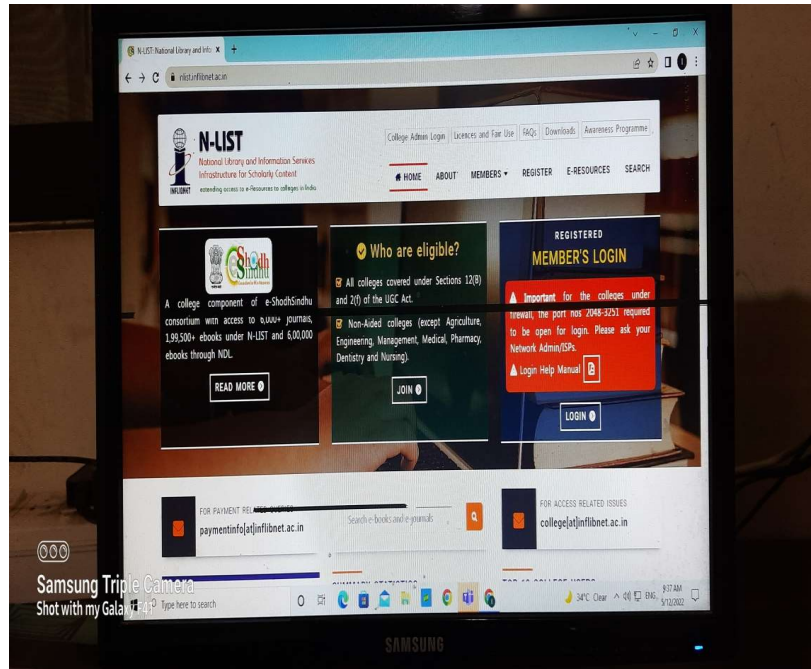 N-LIST: National Library and Info
nlist.inflibnet.ac.in
N-LIST
National Library and Information Services
Infrastructure for Scholarly Content
extending access to e-Resources to colleges in India
INFLIBNET
College Admin Login
Licences and Fair Use
FAQs
Downloads
Awareness Programme
HOME
ABOUT
MEMBERS
REGISTER
E-RESOURCES
SEARCH
Shodh
Sindhu
A college component of e-ShodhSindhu
consortium with access to 6,000+ journals,
1,99,500+ ebooks under N-LIST and 6,00,000
ebooks through NDL.
READ MORE
Who are eligible?
All colleges covered under Sections 12(B)
and 2(f) of the UGC Act.
Non-Aided colleges (except Agriculture,
Engineering, Management, Medical, Pharmacy,
Dentistry and Nursing).
JOIN
REGISTERED
MEMBER'S LOGIN
Important for the colleges under
firewall, the port nos 2048-3251 required
to be open for login. Please ask your
Network Admin/ISPs.
Login Help Manual
LOGIN
FOR PAYMENT RELATED QUERIES
paymentinfo[at]inflibnet.ac.in
Search e-books and e-journals
FOR ACCESS RELATED ISSUES
college[at]inflibnet.ac.in
SUMMARY STATISTICS
TOP 10 COLLEGE USERS
Type here to search
34°C Clear
ENG
9:37 AM
5/12/2022
SAMSUNG
Samsung Triple Camera
Shot with my Galaxy F41